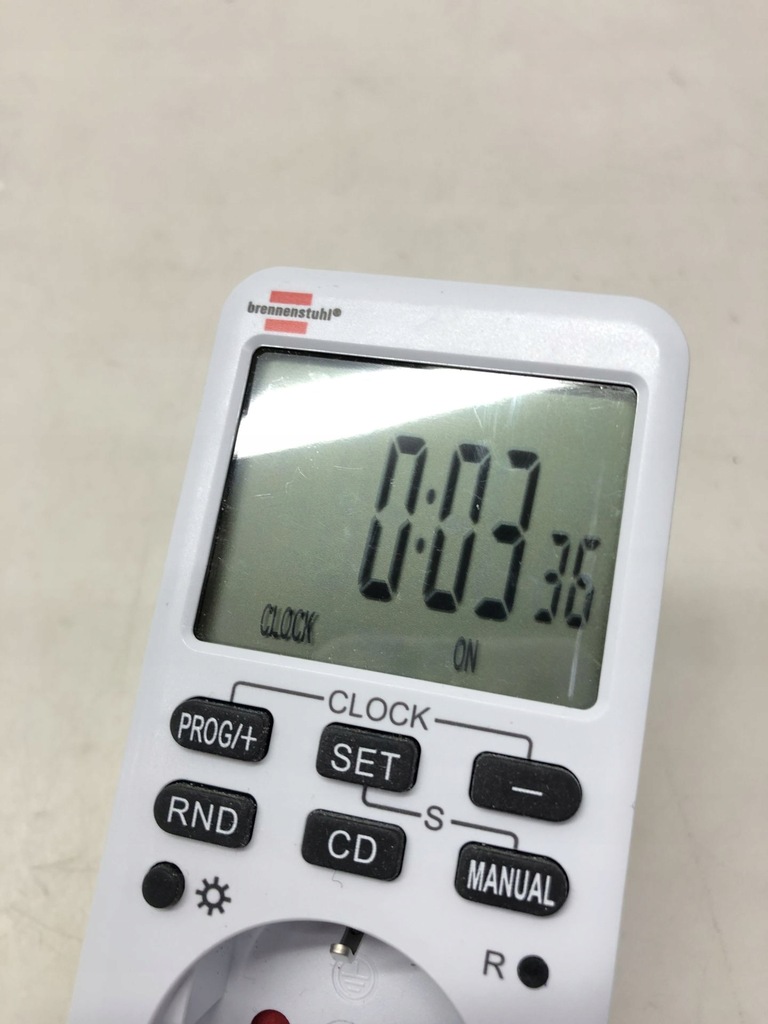 brennenstuhl®
0:03 36
CLOCK
ON
CLOCK
PROG/+
SET
−
RND
CD
S
MANUAL
R